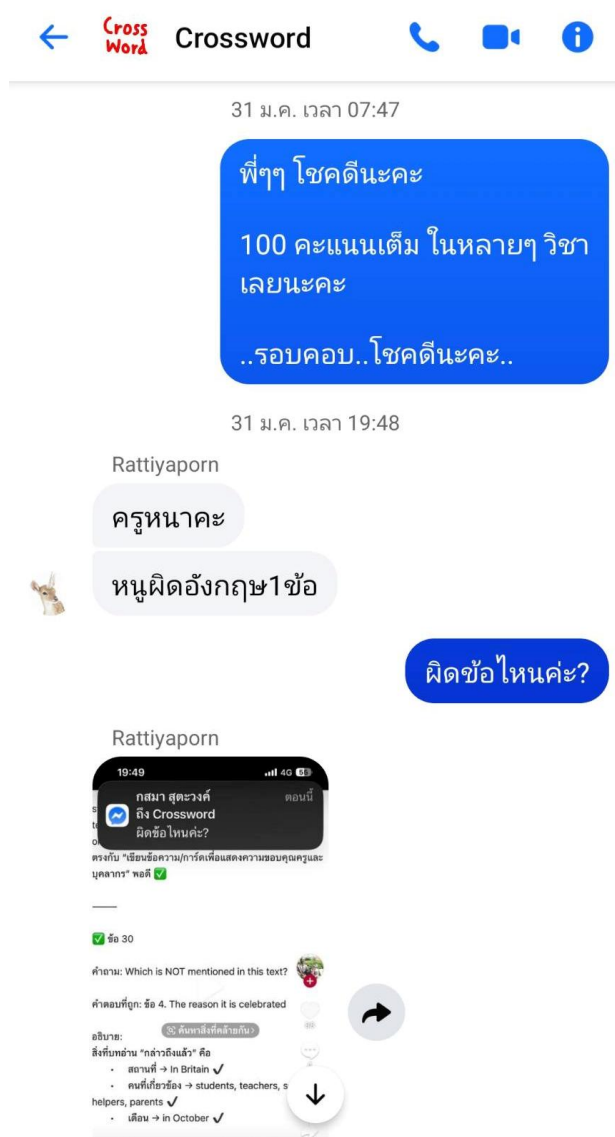 Cross
Word
Crossword
31 ม.ค. เวลา 07:47
พี่ๆๆ โชคดีนะคะ
100 คะแนนเต็ม ในหลายๆ วิชา
เลยนะคะ
..รอบคอบ..โชคดีนะคะ..
31 ม.ค. เวลา 19:48
Rattiyaporn
ครูหนาคะ
หนูผิดอังกฤษ1ข้อ
ผิดข้อไหนค่ะ?
Rattiyaporn
19:49
4G
กสมา สุตะวงค์
ตอนนี้
ถึง Crossword
ผิดข้อไหนค่ะ?
ตรงกับ "เขียนข้อความ/การ์ดเพื่อแสดงความขอบคุณครูและ
บุคลากร" พอดี
ข้อ 30
คำถาม: Which is NOT mentioned in this text?
คำตอบที่ถูก: ข้อ 4. The reason it is celebrated
ค้นหาสิ่งที่คล้ายกัน
อธิบาย:
สิ่งที่บทอ่าน "กล่าวถึงแล้ว" คือ
สถานที่ → In Britain ✓
คนที่เกี่ยวข้อง → students, teachers, s
helpers, parents ✓
เดือน → in October ✓